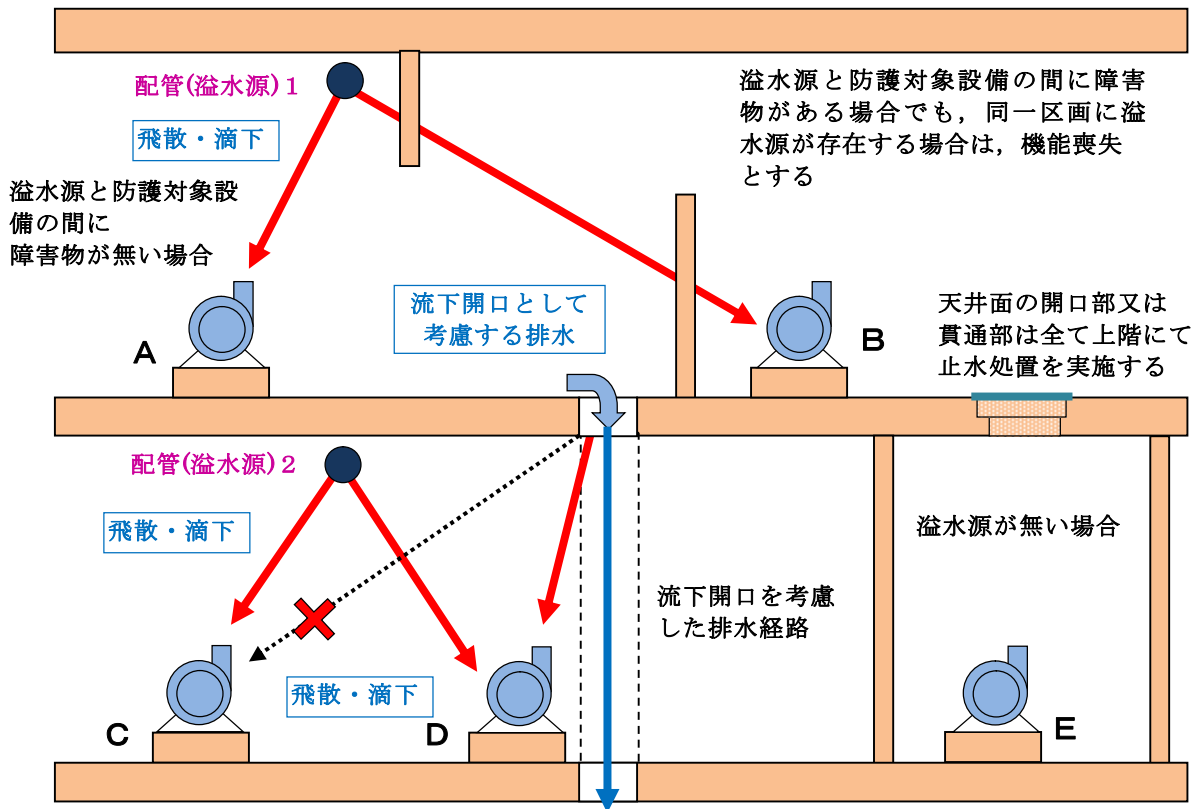 配管(溢水源)１
飛散・滴下
溢水源と防護対象設備の間に障害
物がある場合でも，同一区画に溢
水源が存在する場合は，機能喪失
とする
溢水源と防護対象設
備の間に
障害物が無い場合
流下開口として
考慮する排水
天井面の開口部又は
貫通部は全て上階にて
止水処置を実施する
A
B
配管(溢水源)２
飛散・滴下
溢水源が無い場合
流下開口を考慮
した排水経路
飛散・滴下
C
D
E